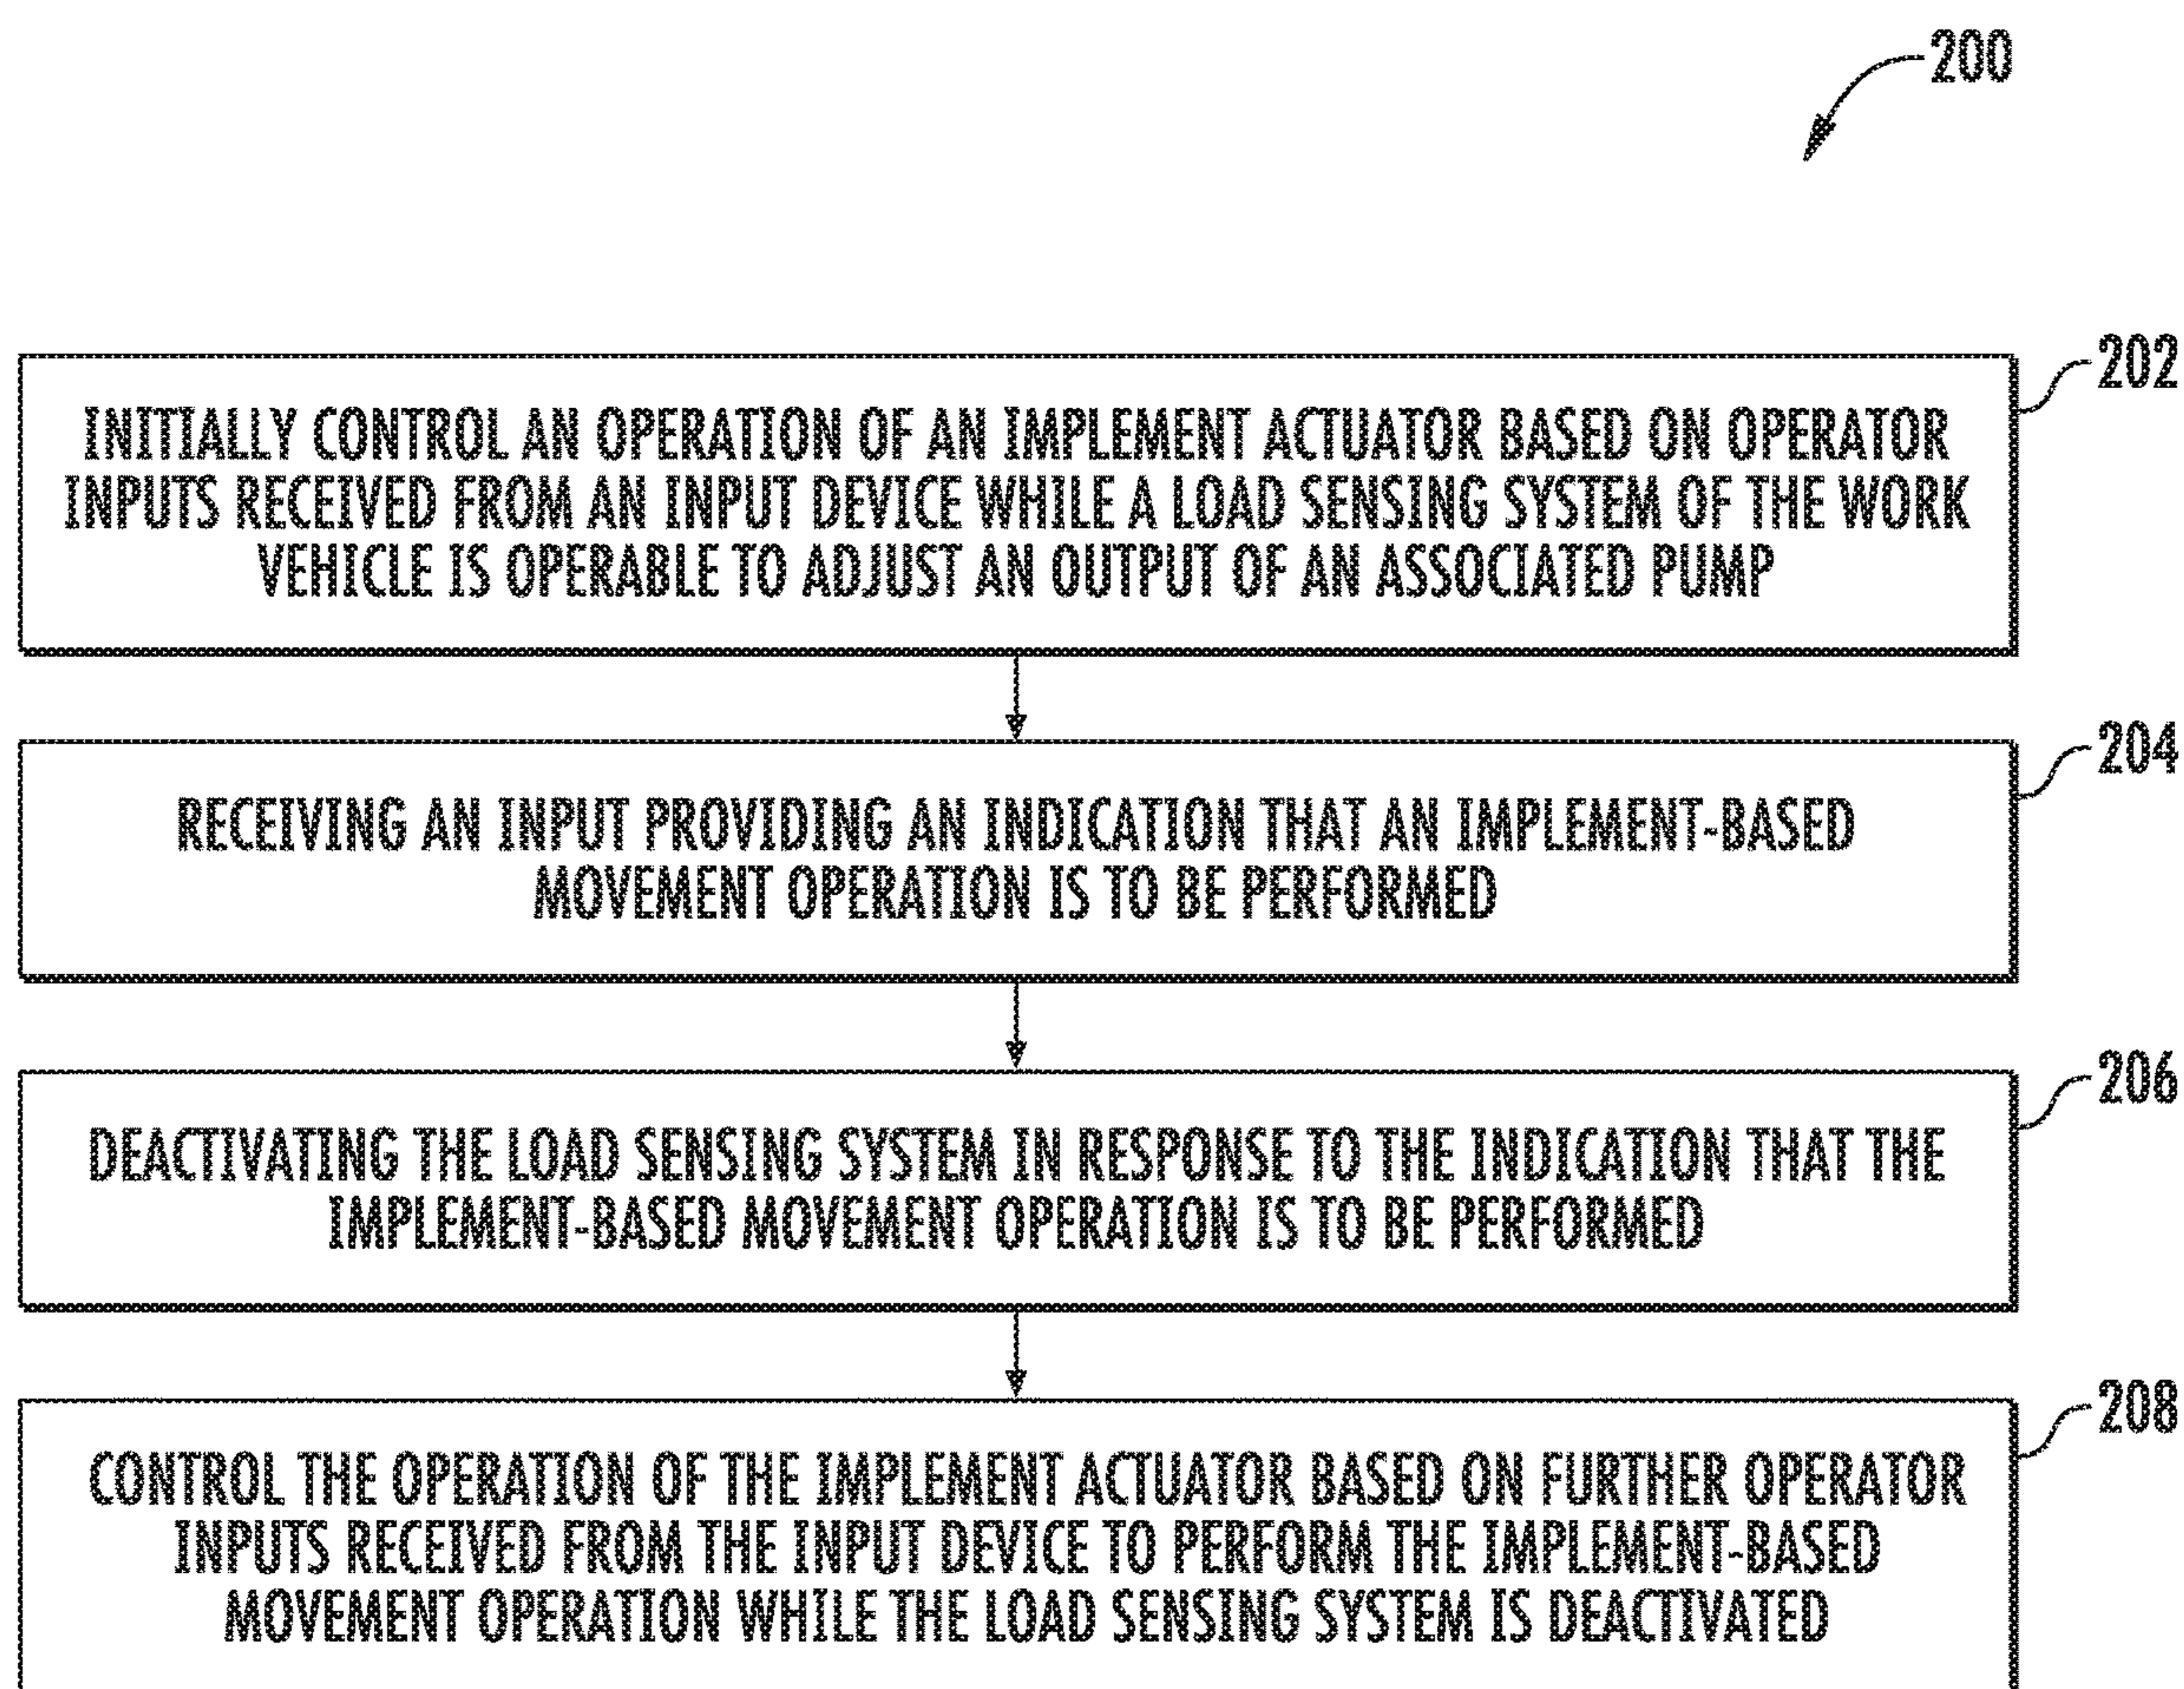 200
202
INITIALLY CONTROL AN OPERATION OF AN IMPLEMENT ACTUATOR BASED ON OPERATOR
INPUTS RECEIVED FROM AN INPUT DEVICE WHILE A LOAD SENSING SYSTEM OF THE WORK
VEHICLE IS OPERABLE TO ADJUST AN OUTPUT OF AN ASSOCIATED PUMP
204
RECEIVING AN INPUT PROVIDING AN INDICATION THAT AN IMPLEMENT-BASED
MOVEMENT OPERATION IS TO BE PERFORMED
206
DEACTIVATING THE LOAD SENSING SYSTEM IN RESPONSE TO THE INDICATION THAT THE
IMPLEMENT-BASED MOVEMENT OPERATION IS TO BE PERFORMED
208
CONTROL THE OPERATION OF THE IMPLEMENT ACTUATOR BASED ON FURTHER OPERATOR
INPUTS RECEIVED FROM THE INPUT DEVICE TO PERFORM THE IMPLEMENT-BASED
MOVEMENT OPERATION WHILE THE LOAD SENSING SYSTEM IS DEACTIVATED